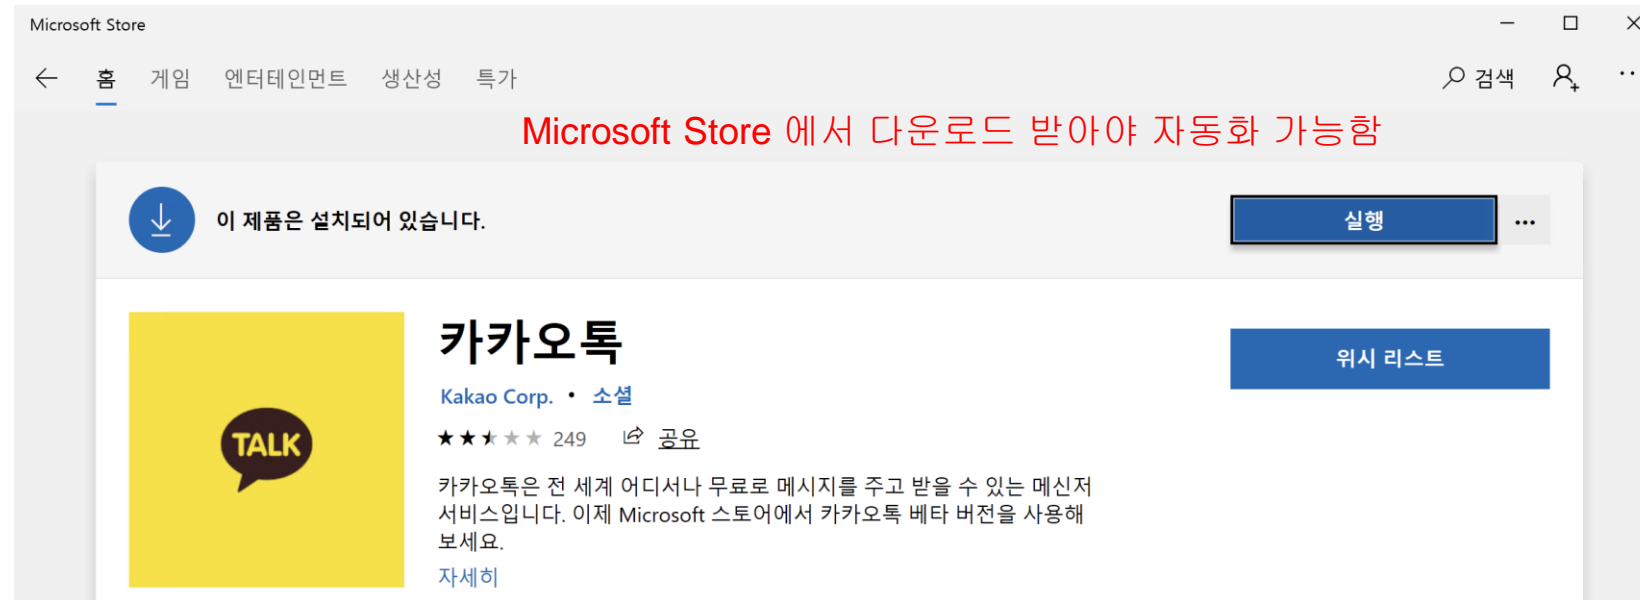 Microsoft Store
홈 게임 엔터테인먼트 생산성 특가 검색
Microsoft Store 에서 다운로드 받아야 자동화 가능함
이 제품은 설치되어 있습니다. 실행 ...
카카오톡
위시 리스트
Kakao Corp. • 소셜
TALK
249 공유
카카오톡은 전 세계 어디서나 무료로 메시지를 주고 받을 수 있는 메신저
서비스입니다. 이제 Microsoft 스토어에서 카카오톡 베타 버전을 사용해
보세요.
자세히